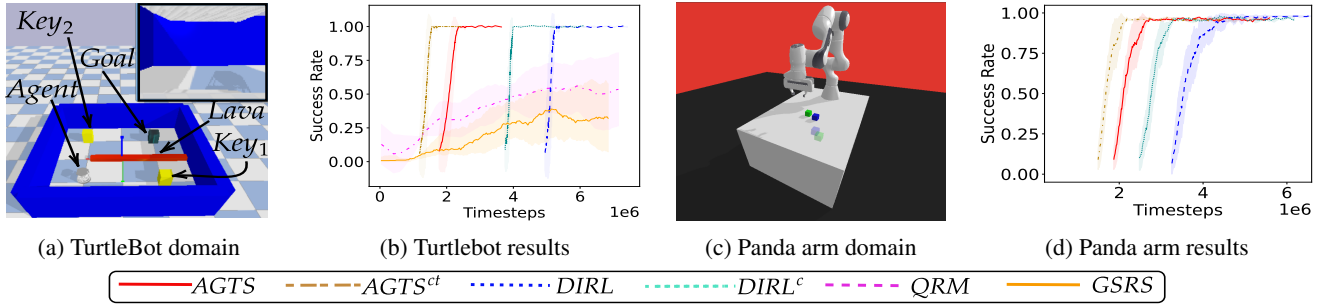 Key₂
Goal
Agent
Lava
Key₁
Success Rate
1.00
0.75
0.50
0.25
0.00
0 2 4 6
Timesteps 1e6
Success Rate
1.00
0.75
0.50
0.25
0.00
2 4 6
Timesteps 1e6
(a) TurtleBot domain (b) Turtlebot results (c) Panda arm domain (d) Panda arm results
AGTS AGTSᶜᵗ DIRL DIRLᶜ QRM GSRS